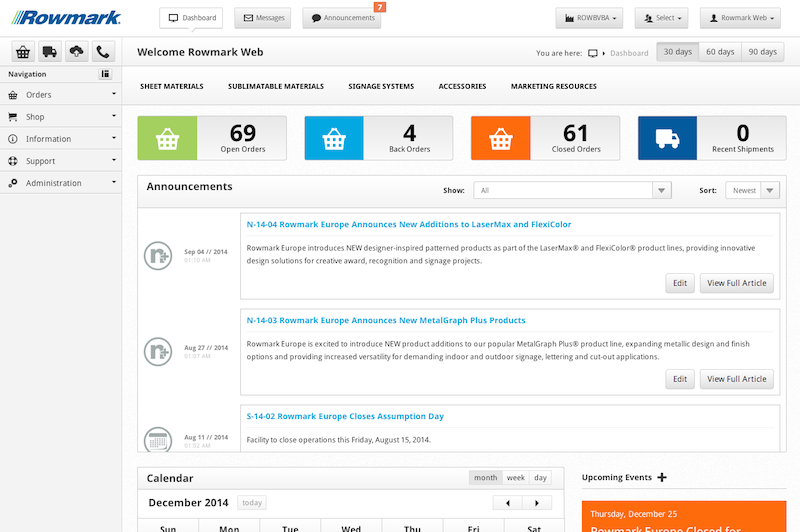 Rowmark.
Dashboard
Messages
Announcements
7
ROWBVBA
Select
Rowmark Web
Welcome Rowmark Web
You are here:
Dashboard
30 days
60 days
90 days
Navigation
Orders
Shop
Information
Support
Administration
SHEET MATERIALS
SUBLIMATABLE MATERIALS
SIGNAGE SYSTEMS
ACCESSORIES
MARKETING RESOURCES
69
Open Orders
4
Back Orders
61
Closed Orders
0
Recent Shipments
Announcements
Show:
All
Sort:
Newest
n+
Sep 04 // 2014
01:10 AM
N-14-04 Rowmark Europe Announces New Additions to LaserMax and FlexiColor
Rowmark Europe introduces NEW designer-inspired patterned products as part of the LaserMax® and FlexiColor® product lines, providing innovative
design solutions for creative award, recognition and signage projects.
Edit
View Full Article
n+
Aug 27 // 2014
01:07 AM
N-14-03 Rowmark Europe Announces New MetalGraph Plus Products
Rowmark Europe is excited to introduce NEW product additions to our popular MetalGraph Plus® product line, expanding metallic design and finish
options and providing increased versatility for demanding indoor and outdoor signage, lettering and cut-out applications.
Edit
View Full Article
Aug 11 // 2014
01:02 AM
S-14-02 Rowmark Europe Closes Assumption Day
Facility to close operations this Friday, August 15, 2014.
Calendar
month
week
day
December 2014
today
Sun
Mon
Tue
Wed
Thu
Fri
Sat
Upcoming Events
Thursday, December 25
Rowmark Europe Closed for